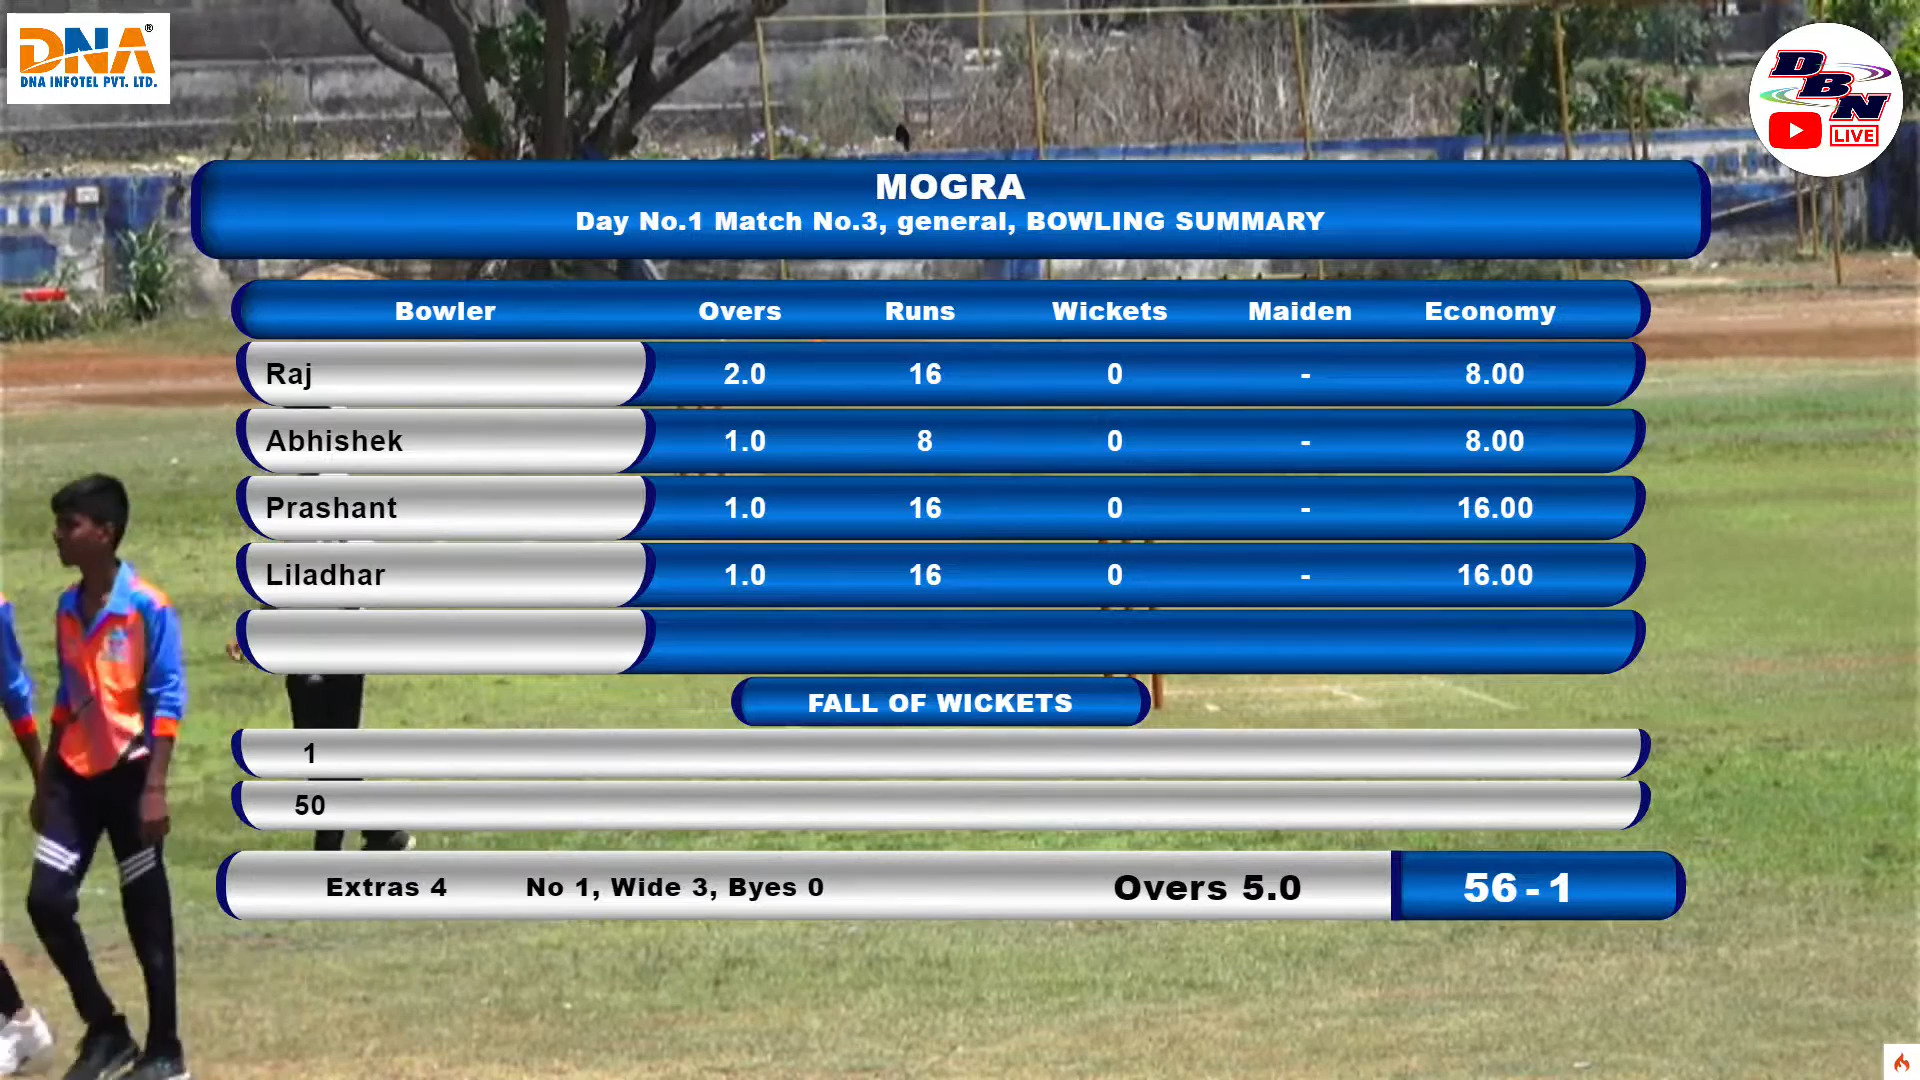 DNA®
DNA INFOTEL PVT. LTD.
DBN
LIVE
MOGRA
Day No.1 Match No.3, general, BOWLING SUMMARY
Bowler Overs Runs Wickets Maiden Economy
Raj 2.0 16 0 - 8.00
Abhishek 1.0 8 0 - 8.00
Prashant 1.0 16 0 - 16.00
Liladhar 1.0 16 0 - 16.00
FALL OF WICKETS
1
50
Extras 4 No 1, Wide 3, Byes 0 Overs 5.0 56-1